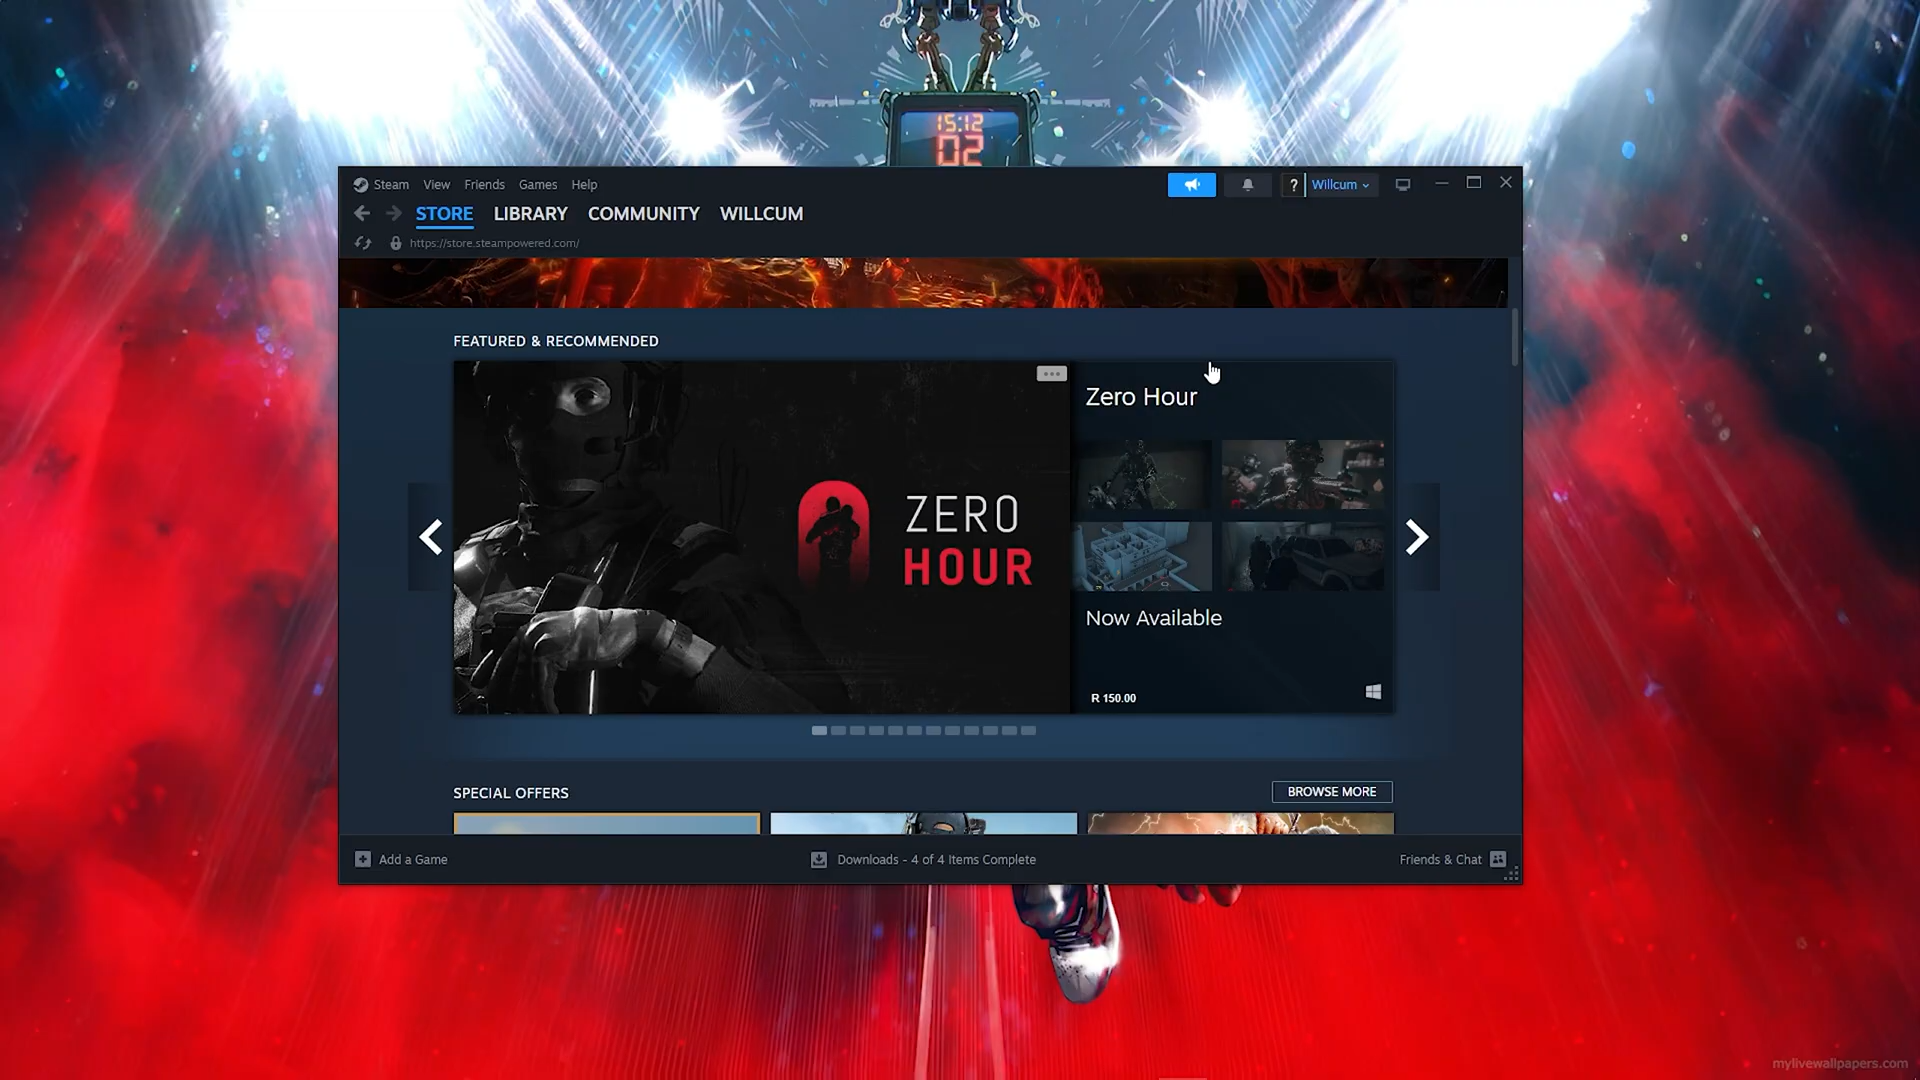 15:12
02
Steam View Friends Games Help
? Willcum
STORE LIBRARY COMMUNITY WILLCUM
https://store.steampowered.com/
FEATURED & RECOMMENDED
Zero Hour
ZERO
HOUR
Now Available
R 150.00
SPECIAL OFFERS
BROWSE MORE
Add a Game
Downloads - 4 of 4 Items Complete
Friends & Chat
mylivewallpapers.com